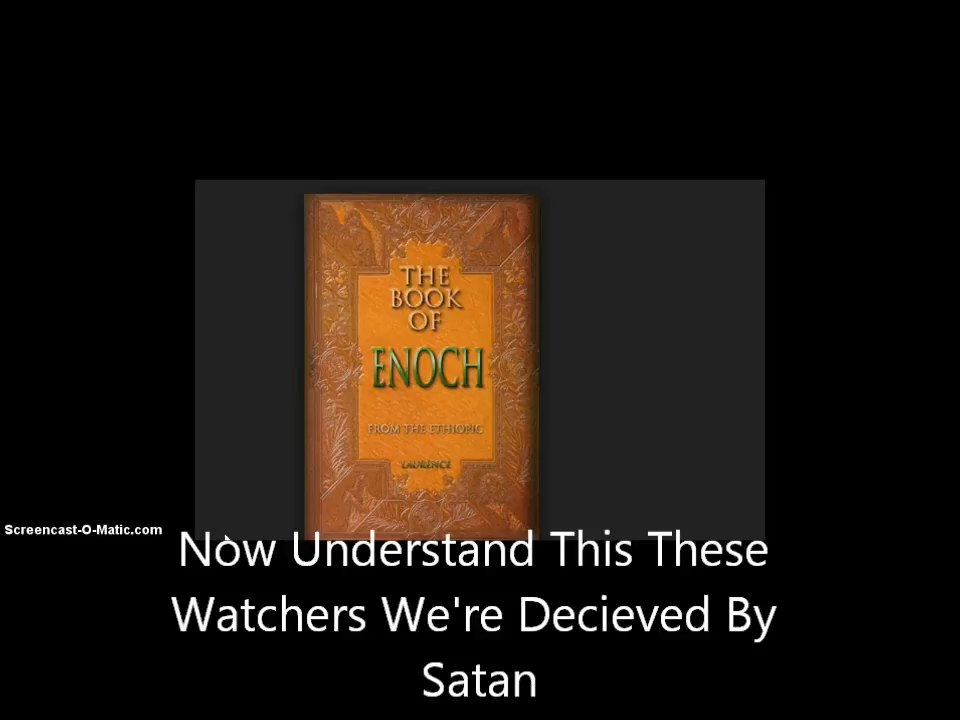 THE
BOOK
OF
ENOCH
FROM THE ETHIOPIC
LAURENCE
Screencast-O-Matic.com
Now Understand This These
Watchers We're Decieved By
Satan